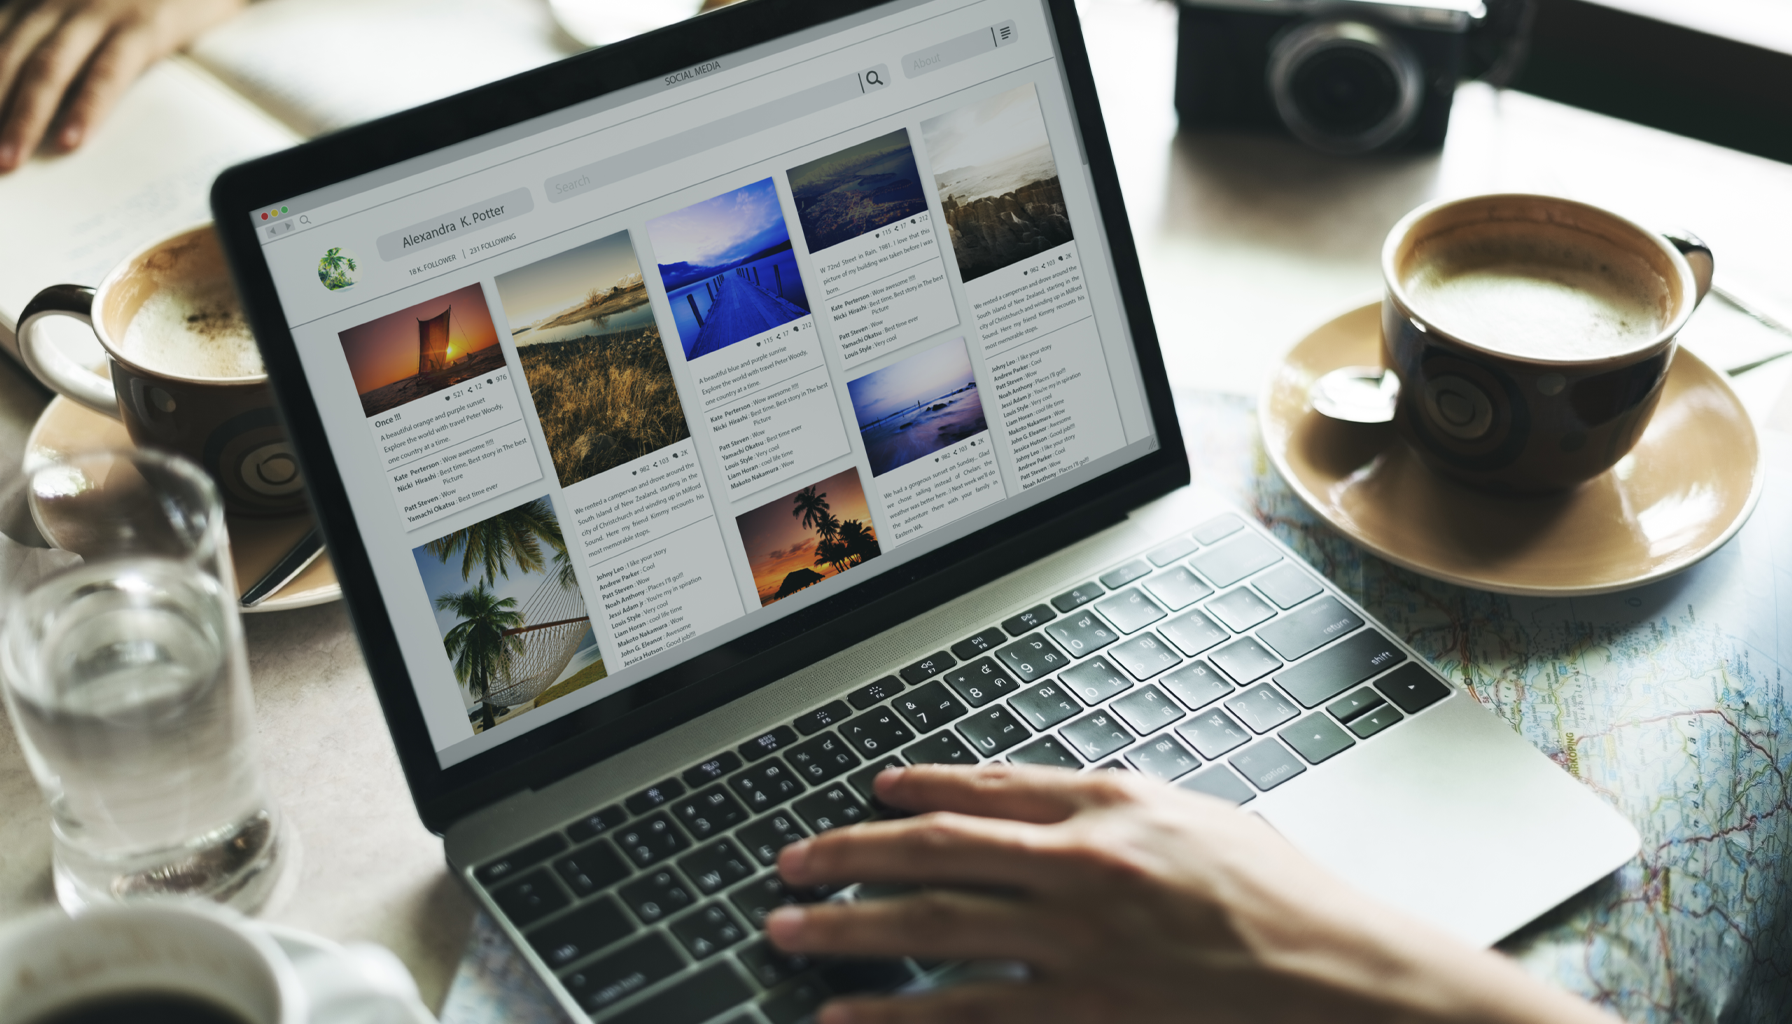 SOCIAL MEDIA
Alexandra K. Potter
Search
About
18 K. FOLLOWER | 231 FOLLOWING
521 12 976
Once !!!
A beautiful orange and purple sunset
Explore the world with travel Peter Woody,
one country at a time.
Kate Perterson : Wow awesome !!!!!
Nicki Hirashi : Best time, Best story in The best
Picture
Patt Steven : Wow
Yamachi Okatsu : Best time ever
982 103 2K
We rented a campervan and drove around the
South Island of New Zealand, starting in the
city of Christchurch and winding up in Milford
Sound. Here my friend Kimmy recounts his
most memorable stops.
Johny Leo : I like your story
Andrew Parker : Cool
Patt Steven : Wow
Noah Anthony : Places I'll go!!!
Jessi Adam jr : You're my in spiration
Louis Style : Very cool
Liam Horan : cool life time
Makoto Nakamura : Wow
John G. Eleanor : Awesome
Jessica Hutson : Good job!!!
115 17 212
A beautiful blue and purple sunrise
Explore the world with travel Peter Woody,
one country at a time.
Kate Perterson : Wow awesome !!!!!
Nicki Hirashi : Best time, Best story in The best
Picture
Patt Steven : Wow
Yamachi Okatsu : Best time ever
Louis Style : Very cool
Liam Horan : cool life time
Makoto Nakamura : Wow
115 17 212
W 72nd Street in Rain, 1981. I love that this
picture of my building was taken before I was
born.
Kate Perterson : Wow awesome !!!!!
Nicki Hirashi : Best time, Best story in The best
Picture
Patt Steven : Wow
Yamachi Okatsu : Best time ever
Louis Style : Very cool
982 103 2K
We had a gorgeous sunset on Sunday.. Glad
we chose sailing instead of Chelan, the
weather was better here. : Next week we'll do
the adventure there with your family in
Eastern WA.
982 103 2K
We rented a campervan and drove around the
South Island of New Zealand, starting in the
city of Christchurch and winding up in Milford
Sound. Here my friend Kimmy recounts his
most memorable stops.
Johny Leo : I like your story
Andrew Parker : Cool
Patt Steven : Wow
Noah Anthony : Places I'll go!!!
Jessi Adam jr : You're my in spiration
Louis Style : Very cool
Liam Horan : cool life time
Makoto Nakamura : Wow
John G. Eleanor : Awesome
Jessica Hutson : Good job!!!
Johny Leo : I like your story
Andrew Parker : Cool
Patt Steven : Wow
Noah Anthony : Places I'll go!!!
return
shift
option